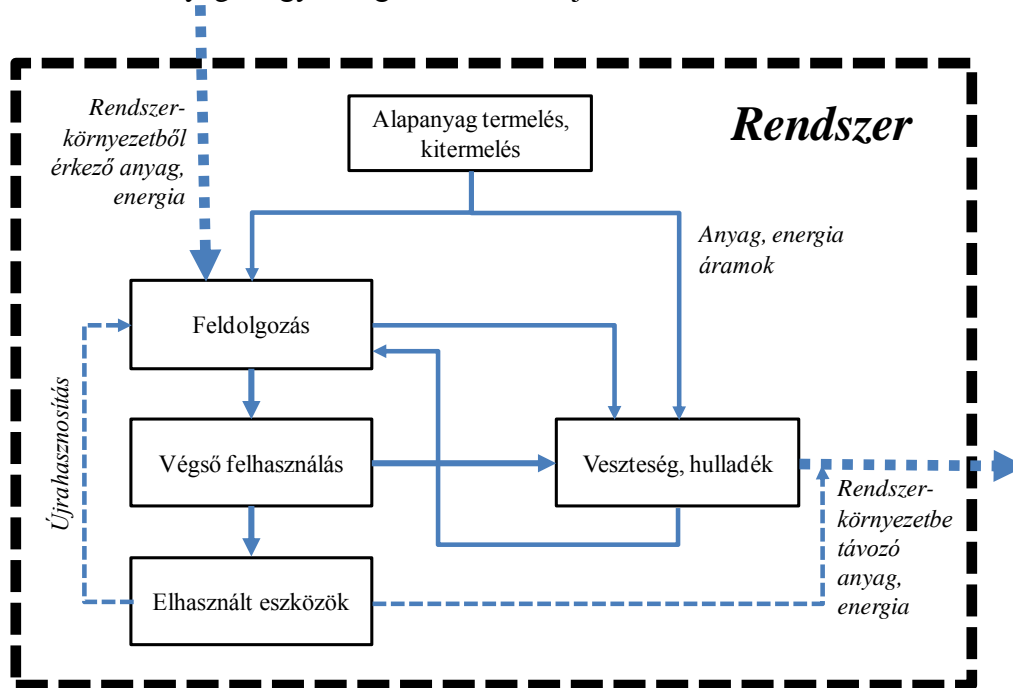 Rendszer-
környezetből
érkező anyag,
energia
Alapanyag termelés,
kitermelés
Rendszer
Anyag, energia
áramok
Feldolgozás
Újrahasznosítás
Végső felhasználás
Veszteség, hulladék
Rendszer-
környezetbe
távozó
anyag,
energia
Elhasznált eszközök